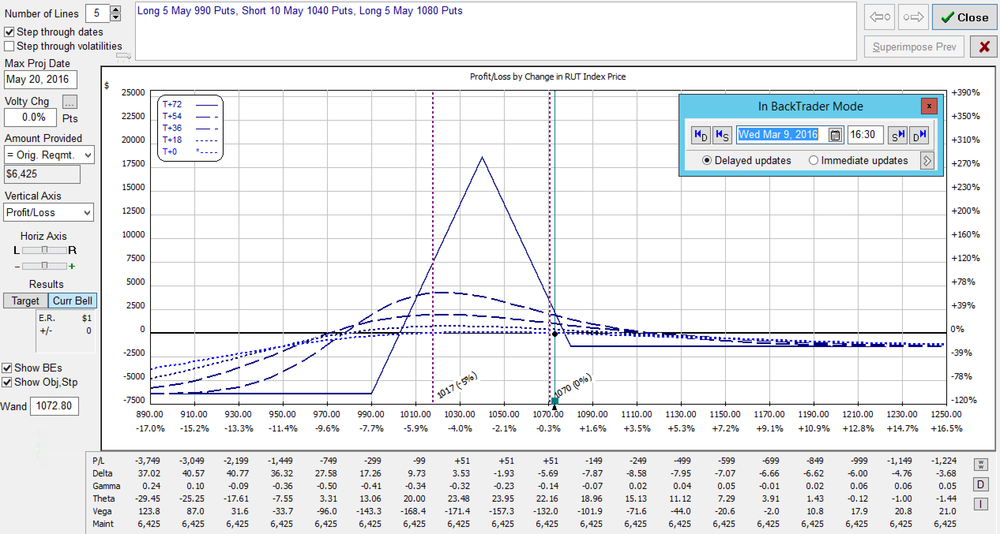 Number of Lines 5
Step through dates
Step through volatilities
Max Proj Date
May 20, 2016
Volty Chg ...
0.0% Pts
Amount Provided
= Orig. Reqmt.
$6,425
Vertical Axis
Profit/Loss
Horiz Axis
L R
- +
Results
Target Curr Bell
E.R. $1
+/- 0
Show BEs
Show Obj,Stp
Wand 1072.80
Long 5 May 990 Puts, Short 10 May 1040 Puts, Long 5 May 1080 Puts
Close
Superimpose Prev
Profit/Loss by Change in RUT Index Price
$
25000
22500
20000
17500
15000
12500
10000
7500
5000
2500
0
-2500
-5000
-7500
T+72
T+54
T+36
T+18
T+0 *
In BackTrader Mode x
D S Wed Mar 9, 2016 16:30 S D
Delayed updates Immediate updates
+390%
+350%
+310%
+270%
+230%
+200%
+160%
+120%
+78%
+39%
0%
-39%
-78%
-120%
1017 (-5%) 1070 (0%)
890.00 910.00 930.00 950.00 970.00 990.00 1010.00 1030.00 1050.00 1070.00 1090.00 1110.00 1130.00 1150.00 1170.00 1190.00 1210.00 1230.00 1250.00
-17.0% -15.2% -13.3% -11.4% -9.6% -7.7% -5.9% -4.0% -2.1% -0.3% +1.6% +3.5% +5.3% +7.2% +9.1% +10.9% +12.8% +14.7% +16.5%
P/L -3,749 -3,049 -2,199 -1,449 -749 -299 -99 +51 +51 +51 -149 -249 -499 -599 -699 -849 -999 -1,149 -1,224
Delta 37.02 40.57 40.77 36.32 27.58 17.26 9.73 3.53 -1.93 -5.69 -7.87 -8.58 -7.95 -7.07 -6.66 -6.62 -6.00 -4.76 -3.68
Gamma 0.24 0.10 -0.09 -0.36 -0.50 -0.41 -0.34 -0.32 -0.23 -0.14 -0.07 0.02 0.04 0.05 -0.01 0.02 0.06 0.06 0.05
Theta -29.45 -25.25 -17.61 -7.55 3.31 13.06 20.00 23.48 23.95 22.16 18.96 15.13 11.12 7.29 3.91 1.43 -0.12 -1.00 -1.44
Vega 123.8 87.0 31.6 -33.7 -96.0 -143.3 -168.4 -171.4 -157.3 -132.0 -101.9 -71.6 -44.0 -20.6 -2.0 10.8 17.9 20.8 21.0
Maint 6,425 6,425 6,425 6,425 6,425 6,425 6,425 6,425 6,425 6,425 6,425 6,425 6,425 6,425 6,425 6,425 6,425 6,425 6,425
W
W
D
I